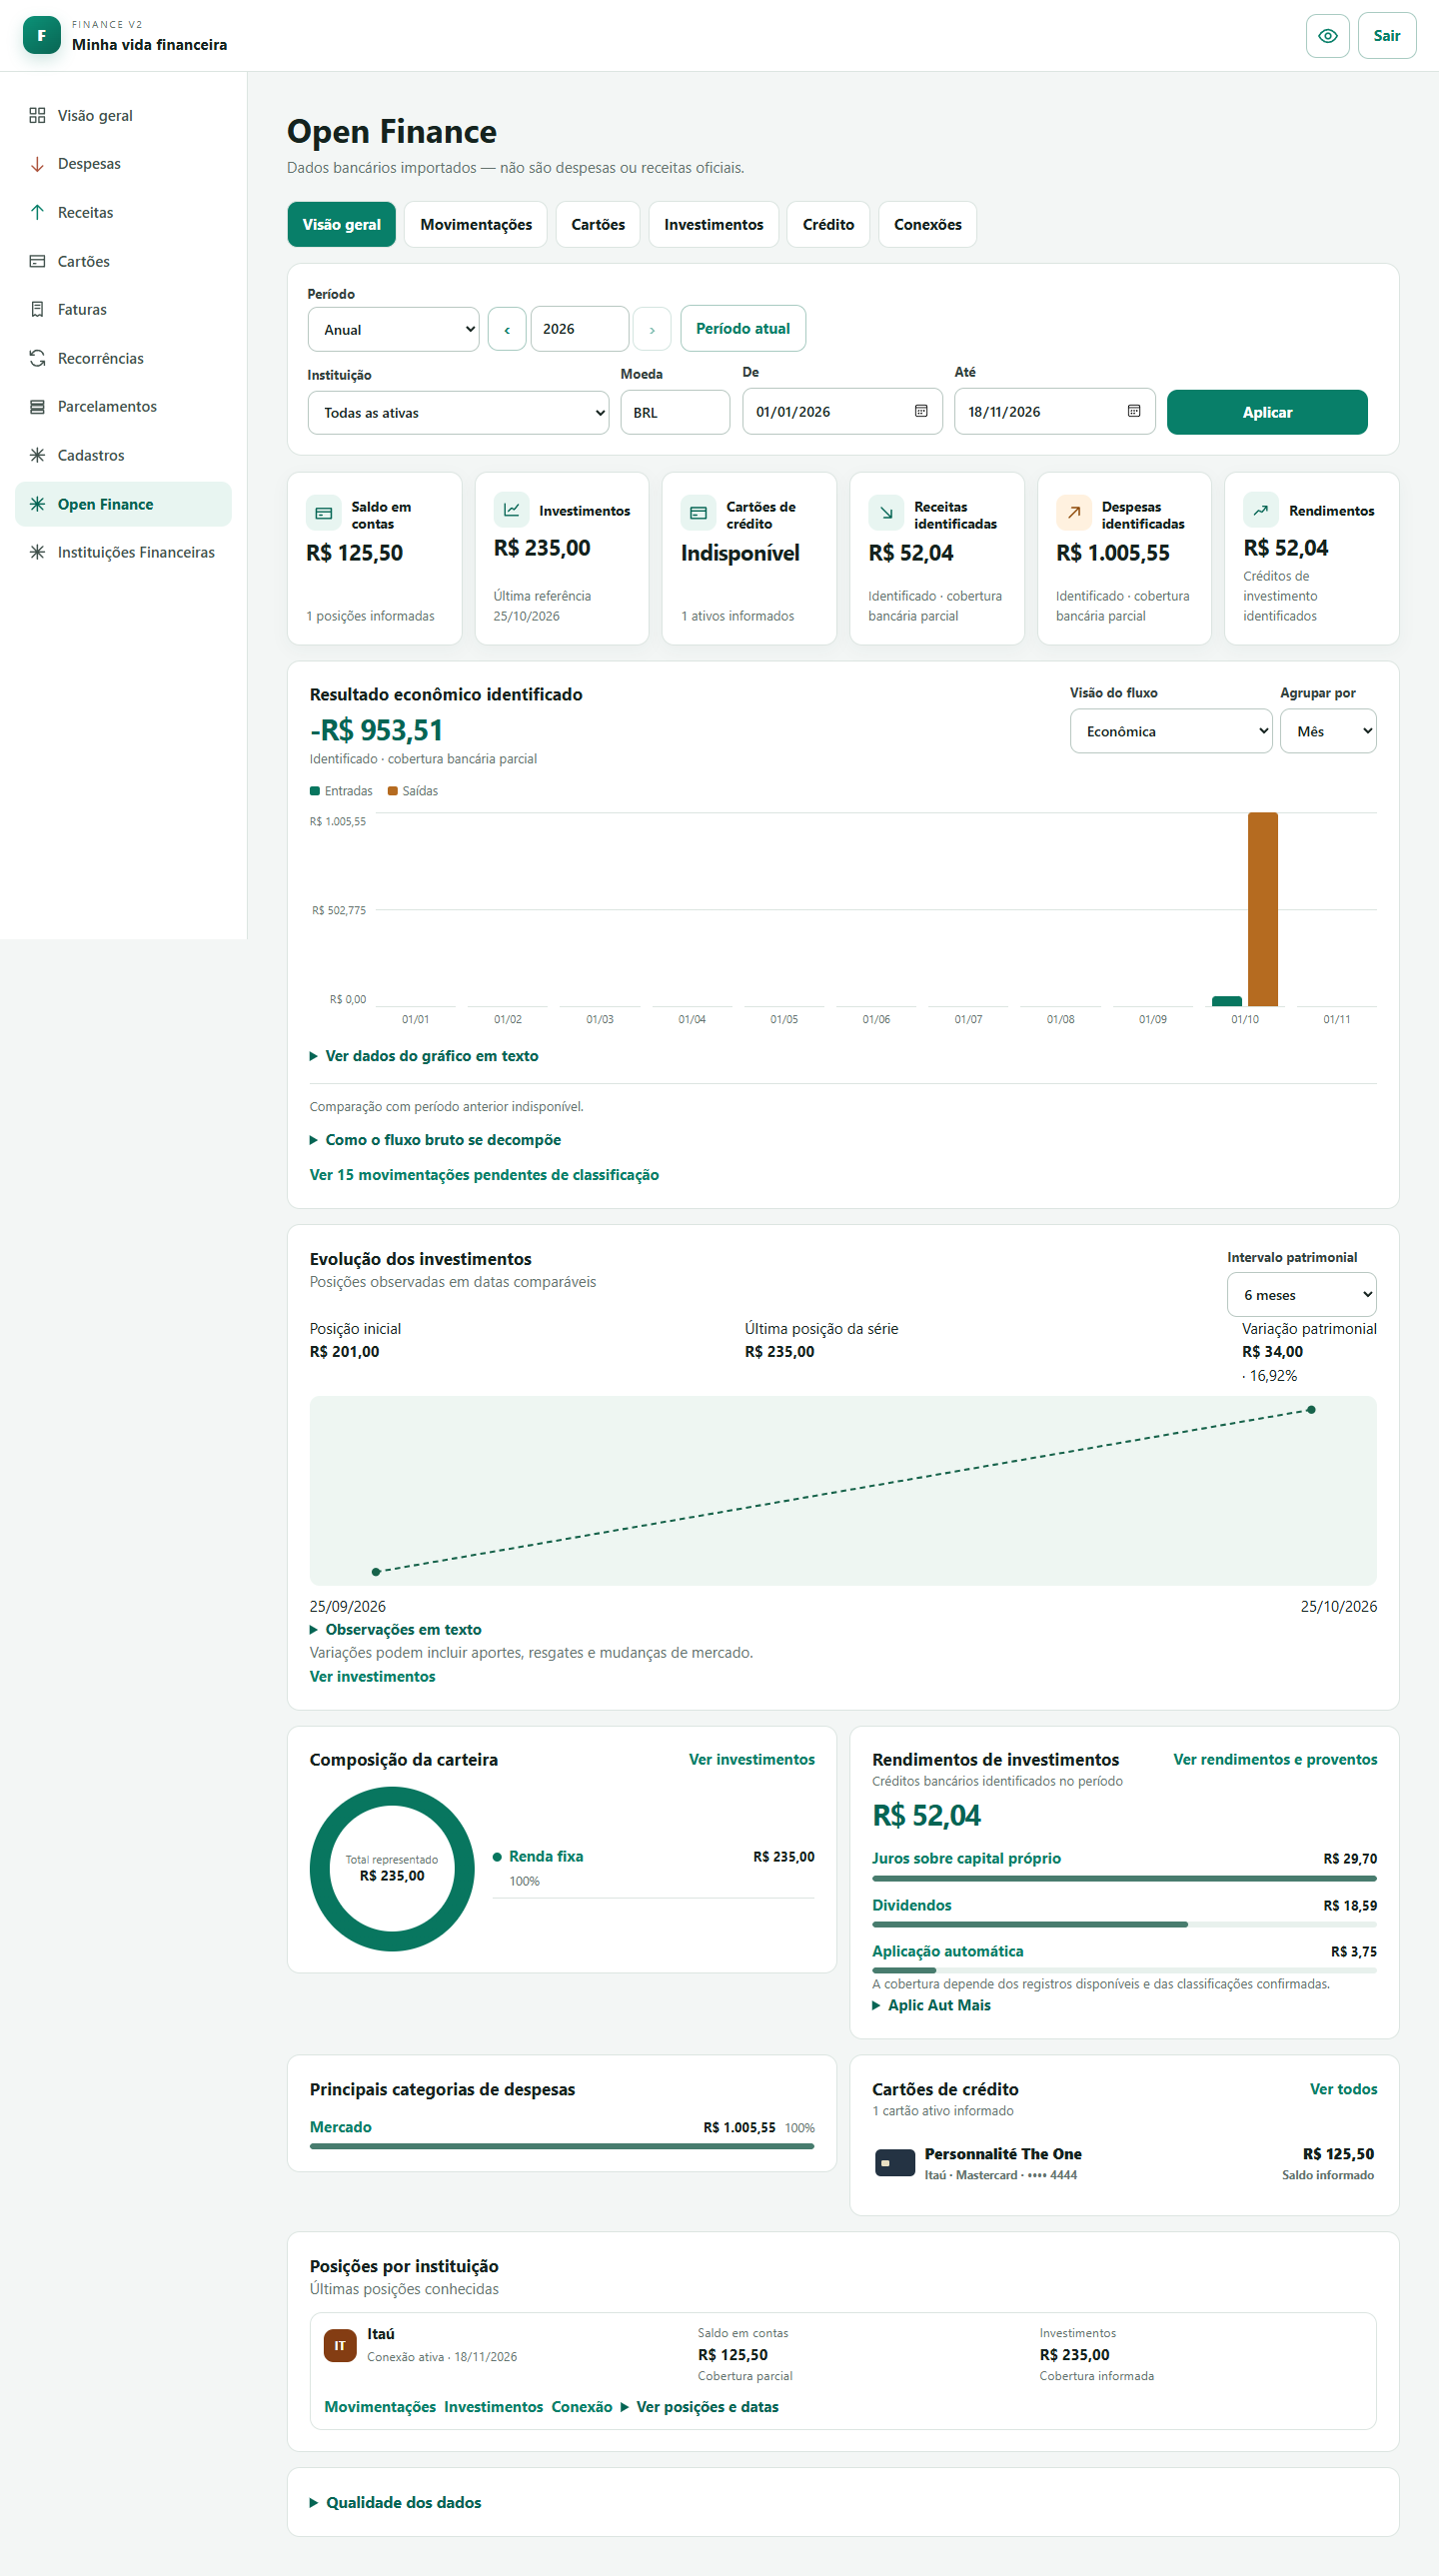 F
FINANCE V2
Minha vida financeira
Sair
Visão geral
Despesas
Receitas
Cartões
Faturas
Recorrências
Parcelamentos
Cadastros
Open Finance
Instituições Financeiras
Open Finance
Dados bancários importados — não são despesas ou receitas oficiais.
Visão geral
Movimentações
Cartões
Investimentos
Crédito
Conexões
Período
Anual
‹
2026
›
Período atual
Instituição
Moeda
De
Até
Todas as ativas
BRL
01/01/2026
18/11/2026
Aplicar
Saldo em
contas
R$ 125,50
1 posições informadas
Investimentos
R$ 235,00
Última referência
25/10/2026
Cartões de
crédito
Indisponível
1 ativos informados
Receitas
identificadas
R$ 52,04
Identificado · cobertura
bancária parcial
Despesas
identificadas
R$ 1.005,55
Identificado · cobertura
bancária parcial
Rendimentos
R$ 52,04
Créditos de
investimento
identificados
Resultado econômico identificado
-R$ 953,51
Identificado · cobertura bancária parcial
Visão do fluxo
Econômica
Agrupar por
Mês
Entradas
Saídas
R$ 1.005,55
R$ 502,775
R$ 0,00
01/01
01/02
01/03
01/04
01/05
01/06
01/07
01/08
01/09
01/10
01/11
Ver dados do gráfico em texto
Comparação com período anterior indisponível.
Como o fluxo bruto se decompõe
Ver 15 movimentações pendentes de classificação
Evolução dos investimentos
Posições observadas em datas comparáveis
Intervalo patrimonial
6 meses
Posição inicial
R$ 201,00
Última posição da série
R$ 235,00
Variação patrimonial
R$ 34,00
· 16,92%
25/09/2026
25/10/2026
Observações em texto
Variações podem incluir aportes, resgates e mudanças de mercado.
Ver investimentos
Composição da carteira
Ver investimentos
Total representado
R$ 235,00
Renda fixa
R$ 235,00
100%
Rendimentos de investimentos
Ver rendimentos e proventos
Créditos bancários identificados no período
R$ 52,04
Juros sobre capital próprio
R$ 29,70
Dividendos
R$ 18,59
Aplicação automática
R$ 3,75
A cobertura depende dos registros disponíveis e das classificações confirmadas.
Aplic Aut Mais
Principais categorias de despesas
Mercado
R$ 1.005,55 100%
Cartões de crédito
Ver todos
1 cartão ativo informado
Personnalité The One
Itaú · Mastercard · •••• 4444
R$ 125,50
Saldo informado
Posições por instituição
Últimas posições conhecidas
IT
Itaú
Conexão ativa · 18/11/2026
Saldo em contas
R$ 125,50
Cobertura parcial
Investimentos
R$ 235,00
Cobertura informada
Movimentações Investimentos Conexão Ver posições e datas
Qualidade dos dados